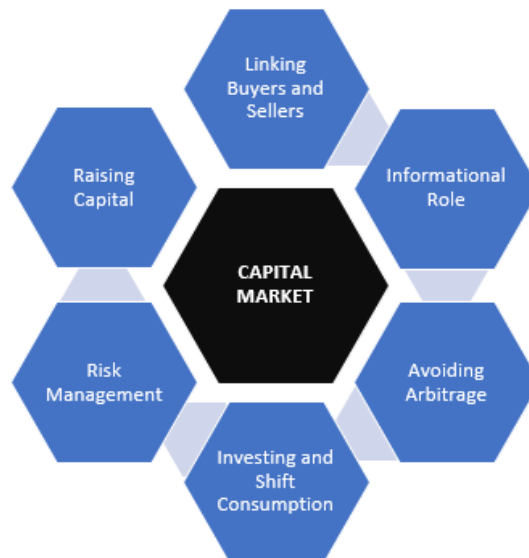 Linking
Buyers and
Sellers
Raising
Capital
Informational
Role
CAPITAL
MARKET
Risk
Management
Avoiding
Arbitrage
Investing and
Shift
Consumption